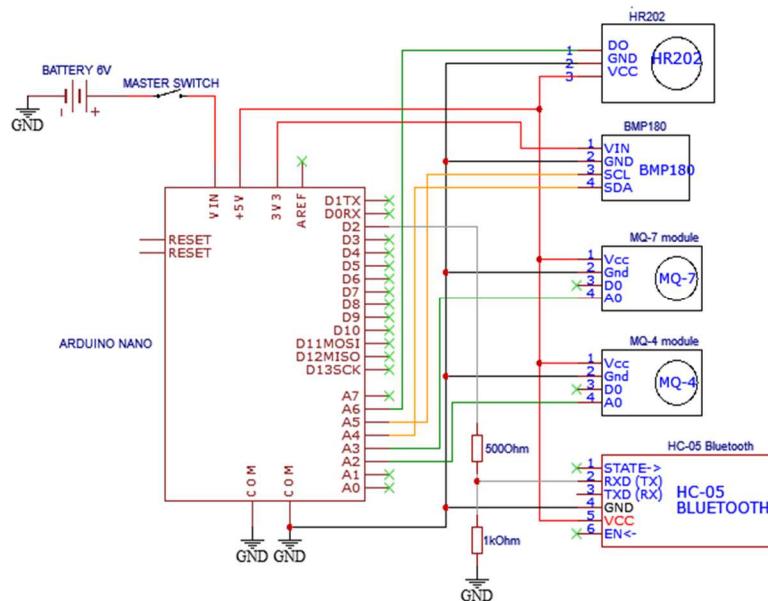 HR202
1 DO
2 GND
3 VCC
HR202
BATTERY 6V
MASTER SWITCH
- +
GND
BMP180
1 VIN
2 GND
3 SCL
4 SDA
BMP180
VIN
+5V
3V3
AREF
RESET
RESET
ARDUINO NANO
D1TX
D0RX
D2
D3
D4
D5
D6
D7
D8
D9
D10
D11MOSI
D12MISO
D13SCK
A7
A6
A5
A4
A3
A2
A1
A0
COM
COM
GND
GND
MQ-7 module
1 Vcc
2 Gnd
3 D0
4 A0
MQ-7
MQ-4 module
1 Vcc
2 Gnd
3 D0
4 A0
MQ-4
500Ohm
1kOhm
GND
HC-05 Bluetooth
1 STATE->
2 RXD (TX)
3 TXD (RX)
4 GND
5 VCC
6 EN<-
HC-05
BLUETOOTH